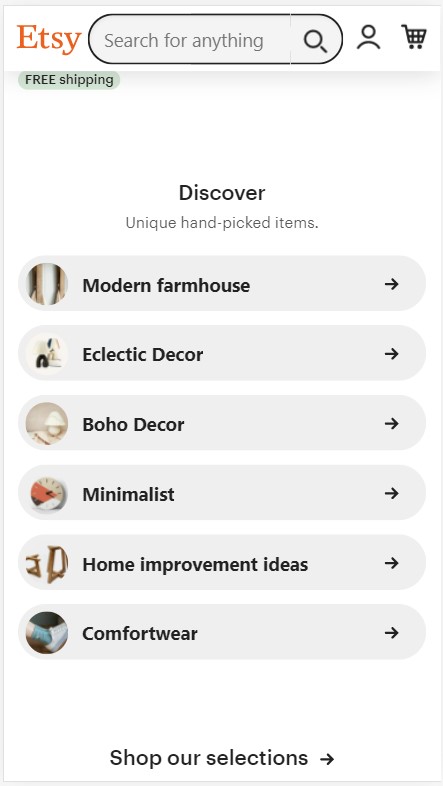 Etsy
Search for anything
FREE shipping
Discover
Unique hand-picked items.
Modern farmhouse
Eclectic Decor
Boho Decor
Minimalist
Home improvement ideas
Comfortwear
Shop our selections